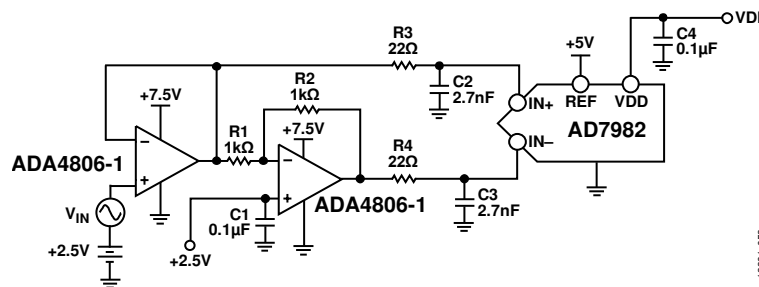 VDD
C4
0.1µF
+5V
R3
22Ω
C2
2.7nF
IN+
REF
VDD
R2
1kΩ
AD7982
+7.5V
R1
1kΩ
+7.5V
IN–
R4
22Ω
ADA4806-1
ADA4806-1
C3
2.7nF
VIN
C1
0.1µF
+2.5V
+2.5V